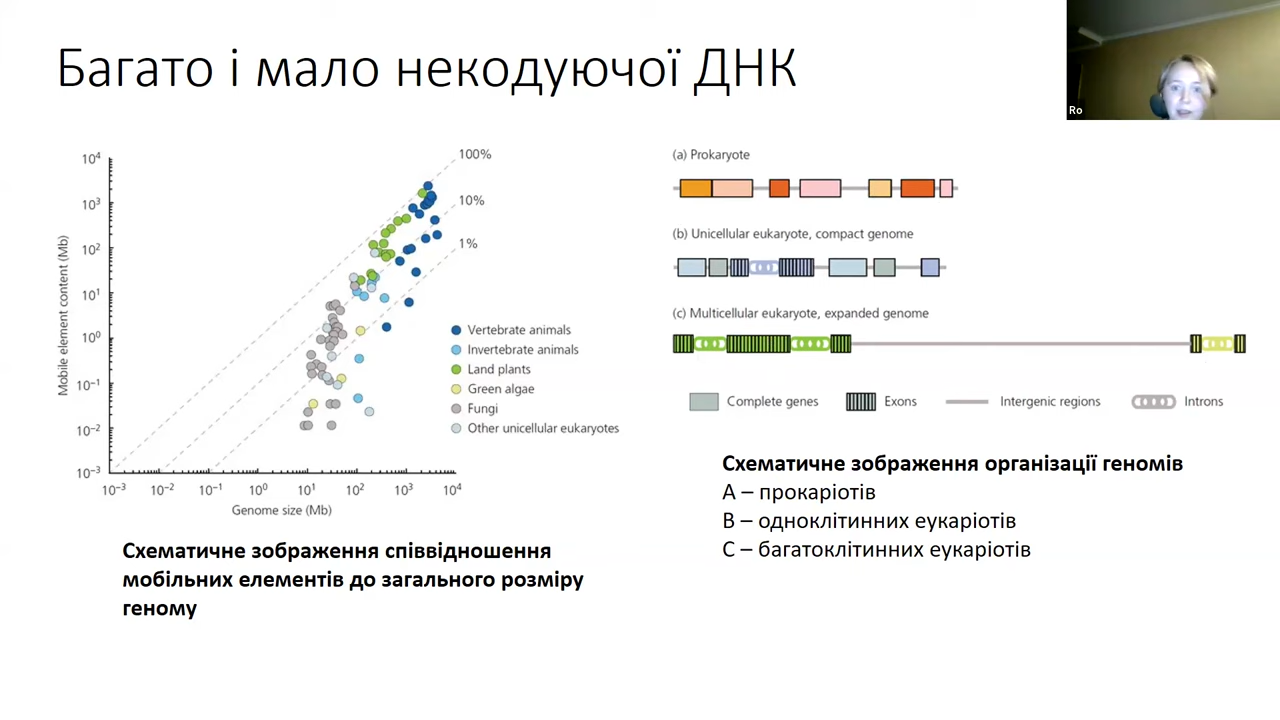 Багато і мало некодуючої ДНК
Ro
10⁴
10³
10²
10¹
10⁰
10⁻¹
10⁻²
10⁻³
Mobile element content (Mb)
100%
10%
1%
Vertebrate animals
Invertebrate animals
Land plants
Green algae
Fungi
Other unicellular eukaryotes
10⁻³ 10⁻² 10⁻¹ 10⁰ 10¹ 10² 10³ 10⁴
Genome size (Mb)
Схематичне зображення співвідношення
мобільних елементів до загального розміру
геному
(a) Prokaryote
(b) Unicellular eukaryote, compact genome
(c) Multicellular eukaryote, expanded genome
Complete genes Exons Intergenic regions Introns
Схематичне зображення організації геномів
А – прокаріотів
В – одноклітинних еукаріотів
С – багатоклітинних еукаріотів